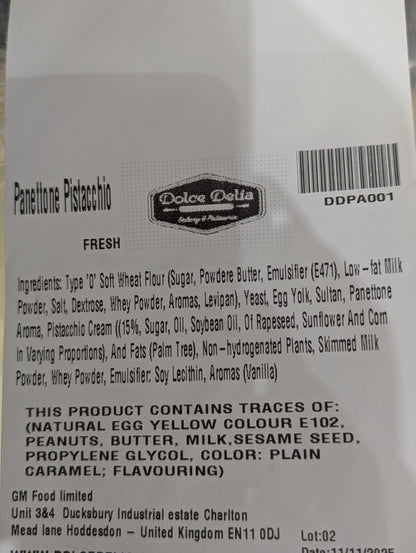 Panettone Pistacchio
Dolce Delia
Bakery & Patisserie
DDPA001
FRESH
Ingredients: Type '0' Soft Wheat Flour (Sugar, Powdere Butter, Emulsifier (E471), Low-fat Milk
Powder, Salt, Dextrose, Whey Powder, Aromas, Levipan), Yeast, Egg Yolk, Sultan, Panettone
Aroma, Pistacchio Cream ((15%, Sugar, Oil, Soybean Oil, Of Rapeseed, Sunflower And Corn
In Varying Proportions), And Fats (Palm Tree), Non-hydrogenated Plants, Skimmed Milk
Powder, Whey Powder, Emulsifier: Soy Lecithin, Aromas (Vanilla)
THIS PRODUCT CONTAINS TRACES OF:
(NATURAL EGG YELLOW COLOUR E102,
PEANUTS, BUTTER, MILK,SESAME SEED,
PROPYLENE GLYCOL, COLOR: PLAIN
CARAMEL; FLAVOURING)
GM Food limited
Unit 3&4 Ducksbury Industrial estate Charlton
Mead lane Hoddesdon - United Kingdom EN11 0DJ
Lot:02
Date:11/11/2025